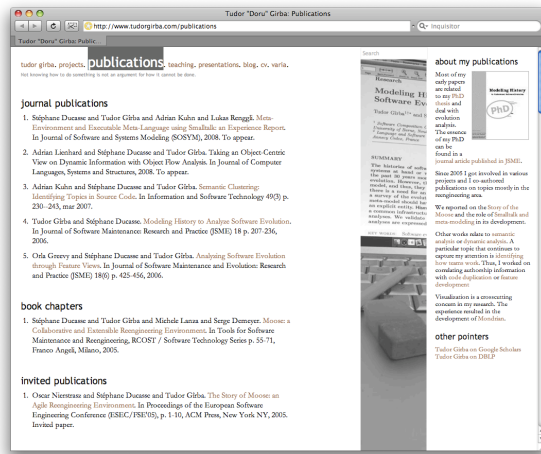 Tudor "Doru" Girba: Publications
http://www.tudorgirba.com/publications
Inquisitor
Tudor "Doru" Girba: Public...
tudor girba. projects. publications. teaching. presentations. blog. cv. varia.
Not knowing how to do something is not an argument for how it cannot be done.
journal publications
1. Stéphane Ducasse and Tudor Gîrba and Adrian Kuhn and Lukas Renggli. Meta-
Environment and Executable Meta-Language using Smalltalk: an Experience Report.
In Journal of Software and Systems Modeling (SOSYM), 2008. To appear.
2. Adrian Lienhard and Stéphane Ducasse and Tudor Gîrba. Taking an Object-Centric
View on Dynamic Information with Object Flow Analysis. In Journal of Computer
Languages, Systems and Structures, 2008. To appear.
3. Adrian Kuhn and Stéphane Ducasse and Tudor Gîrba. Semantic Clustering:
Identifying Topics in Source Code. In Information and Software Technology 49(3) p.
230–243, mar 2007.
4. Tudor Gîrba and Stéphane Ducasse. Modeling History to Analyze Software Evolution.
In Journal of Software Maintenance: Research and Practice (JSME) 18 p. 207-236,
2006.
5. Orla Greevy and Stéphane Ducasse and Tudor Gîrba. Analyzing Software Evolution
through Feature Views. In Journal of Software Maintenance and Evolution: Research
and Practice (JSME) 18(6) p. 425-456, 2006.
book chapters
1. Stéphane Ducasse and Tudor Gîrba and Michele Lanza and Serge Demeyer. Moose: a
Collaborative and Extensible Reengineering Environment. In Tools for Software
Maintenance and Reengineering, RCOST / Software Technology Series p. 55-71,
Franco Angeli, Milano, 2005.
invited publications
1. Oscar Nierstrasz and Stéphane Ducasse and Tudor Gîrba. The Story of Moose: an
Agile Reengineering Environment. In Proceedings of the European Software
Engineering Conference (ESEC/FSE'05), p. 1-10, ACM Press, New York NY, 2005.
Invited paper.
Search
Research
Modeling Hi
Software Ev
SUMMARY
about my publications
Most of my
early papers
are related
to my PhD
thesis and
deal with
evolution
analysis.
The essence
of my PhD
can be
found in a
journal article published in JSME.
Modeling History
PhD
Since 2005 I got involved in various
projects and I co-authored
publications on topics mostly in the
reengineering area.
We reported on the Story of the
Moose and the role of Smalltalk and
meta-modeling in its development.
Other works relate to semantic
analysis or dynamic analysis. A
particular topic that continues to
capture my attention is identifying
how teams work. Thus, I worked on
correlating authorship information
with code duplication or feature
development
Visualization is a crosscutting
concern in my research. The
experience resulted in the
development of Mondrian.
other pointers
Tudor Girba on Google Scholars
Tudor Girba on DBLP